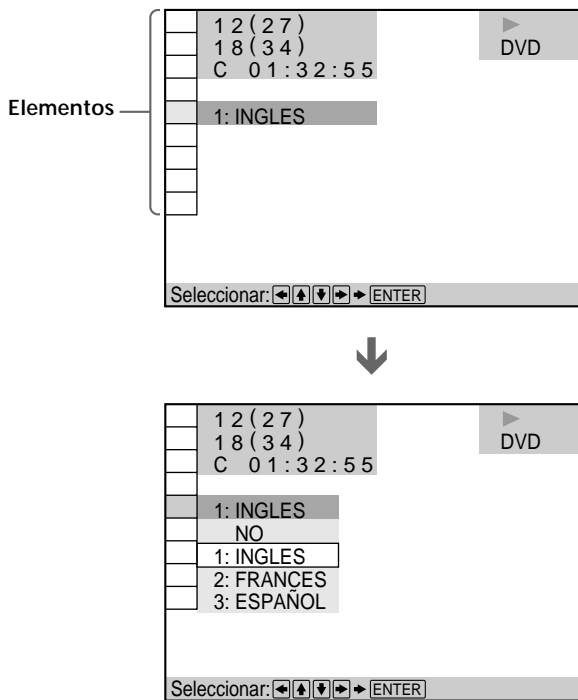 12(27)
18(34)
C 01:32:55
DVD
Elementos
1: INGLES
Seleccionar: ENTER
12(27)
18(34)
C 01:32:55
DVD
1: INGLES
NO
1: INGLES
2: FRANCES
3: ESPAÑOL
Seleccionar: ENTER